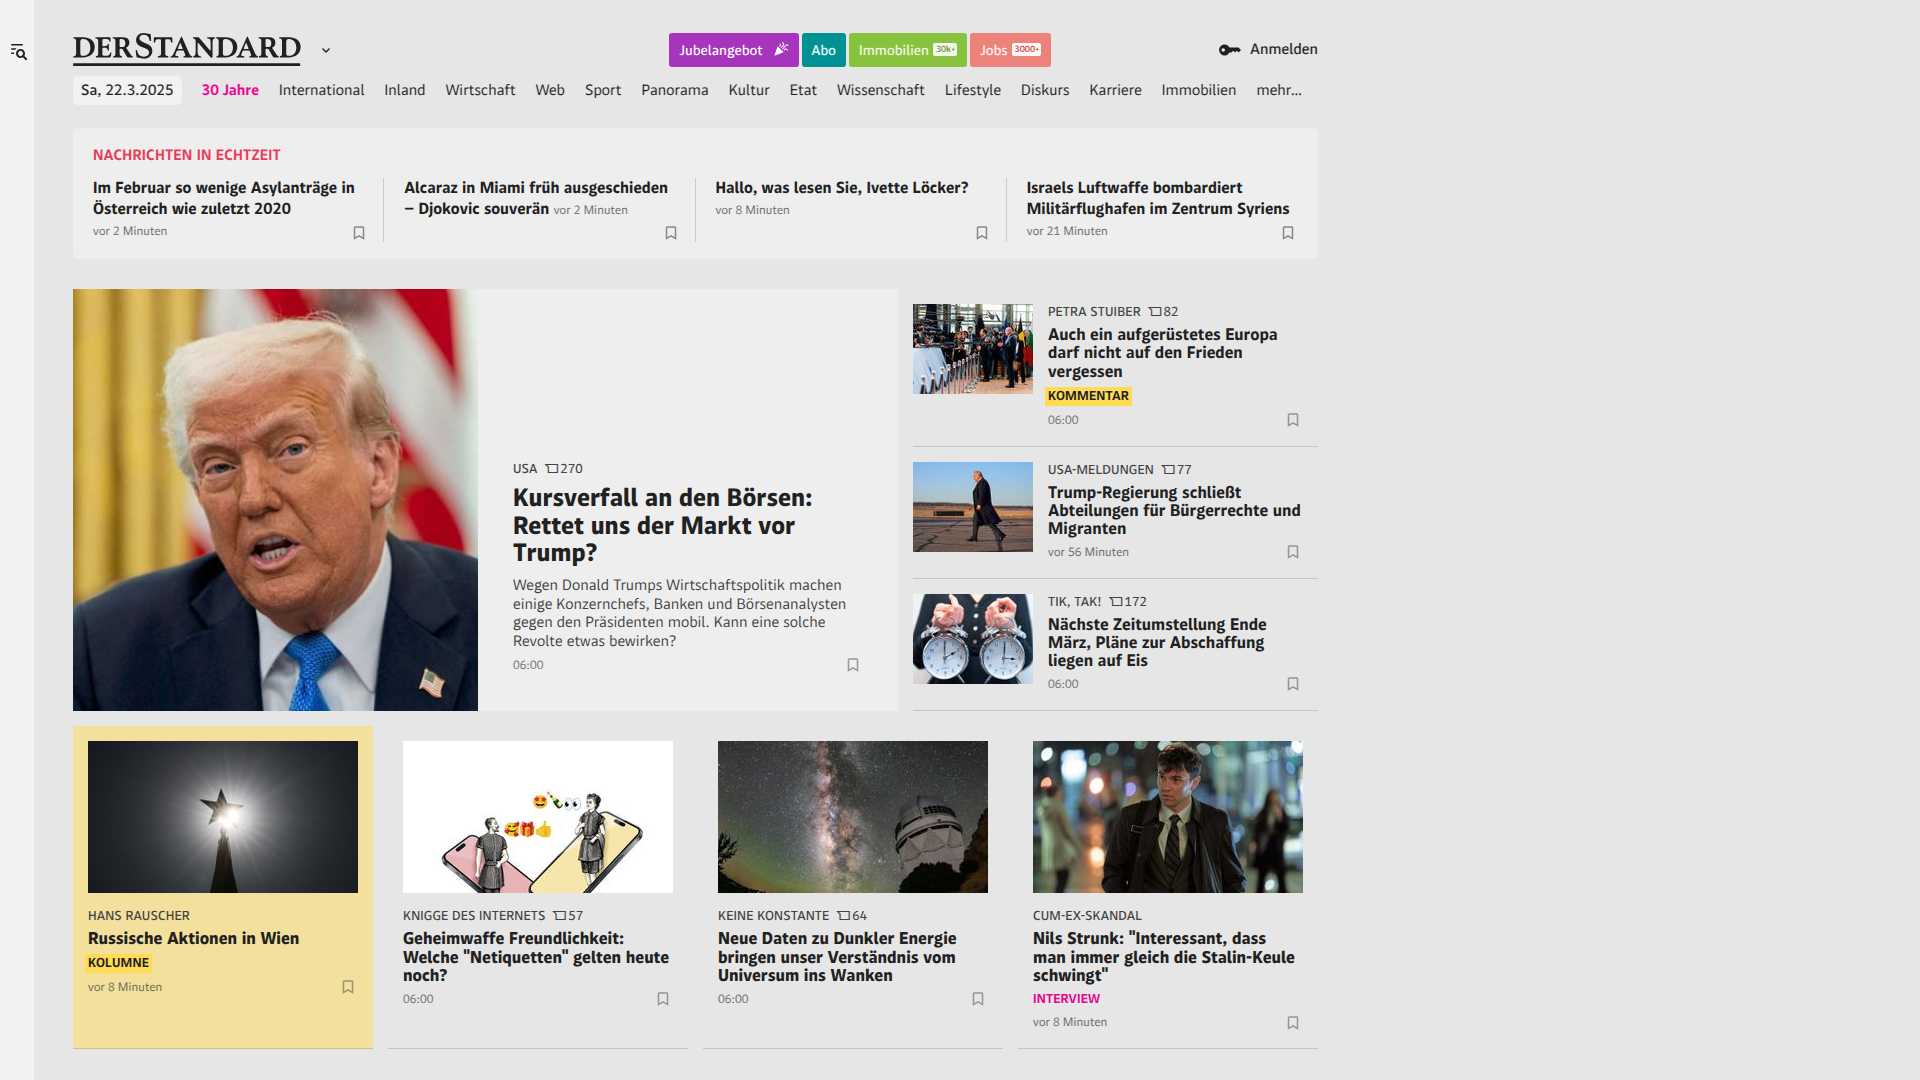 DERSTANDARD
Jubelangebot
Abo
Immobilien 30k+
Jobs 3000+
Anmelden
Sa, 22.3.2025
30 Jahre
International
Inland
Wirtschaft
Web
Sport
Panorama
Kultur
Etat
Wissenschaft
Lifestyle
Diskurs
Karriere
Immobilien
mehr...
NACHRICHTEN IN ECHTZEIT
Im Februar so wenige Asylanträge in
Österreich wie zuletzt 2020
vor 2 Minuten
Alcaraz in Miami früh ausgeschieden
– Djokovic souverän vor 2 Minuten
Hallo, was lesen Sie, Ivette Löcker?
vor 8 Minuten
Israels Luftwaffe bombardiert
Militärflughafen im Zentrum Syriens
vor 21 Minuten
USA 270
Kursverfall an den Börsen:
Rettet uns der Markt vor
Trump?
Wegen Donald Trumps Wirtschaftspolitik machen
einige Konzernchefs, Banken und Börsenanalysten
gegen den Präsidenten mobil. Kann eine solche
Revolte etwas bewirken?
06:00
PETRA STUIBER 82
Auch ein aufgerüstetes Europa
darf nicht auf den Frieden
vergessen
KOMMENTAR
06:00
USA-MELDUNGEN 77
Trump-Regierung schließt
Abteilungen für Bürgerrechte und
Migranten
vor 56 Minuten
TIK, TAK! 172
Nächste Zeitumstellung Ende
März, Pläne zur Abschaffung
liegen auf Eis
06:00
HANS RAUSCHER
Russische Aktionen in Wien
KOLUMNE
vor 8 Minuten
KNIGGE DES INTERNETS 57
Geheimwaffe Freundlichkeit:
Welche "Netiquetten" gelten heute
noch?
06:00
KEINE KONSTANTE 64
Neue Daten zu Dunkler Energie
bringen unser Verständnis vom
Universum ins Wanken
06:00
CUM-EX-SKANDAL
Nils Strunk: "Interessant, dass
man immer gleich die Stalin-Keule
schwingt"
INTERVIEW
vor 8 Minuten